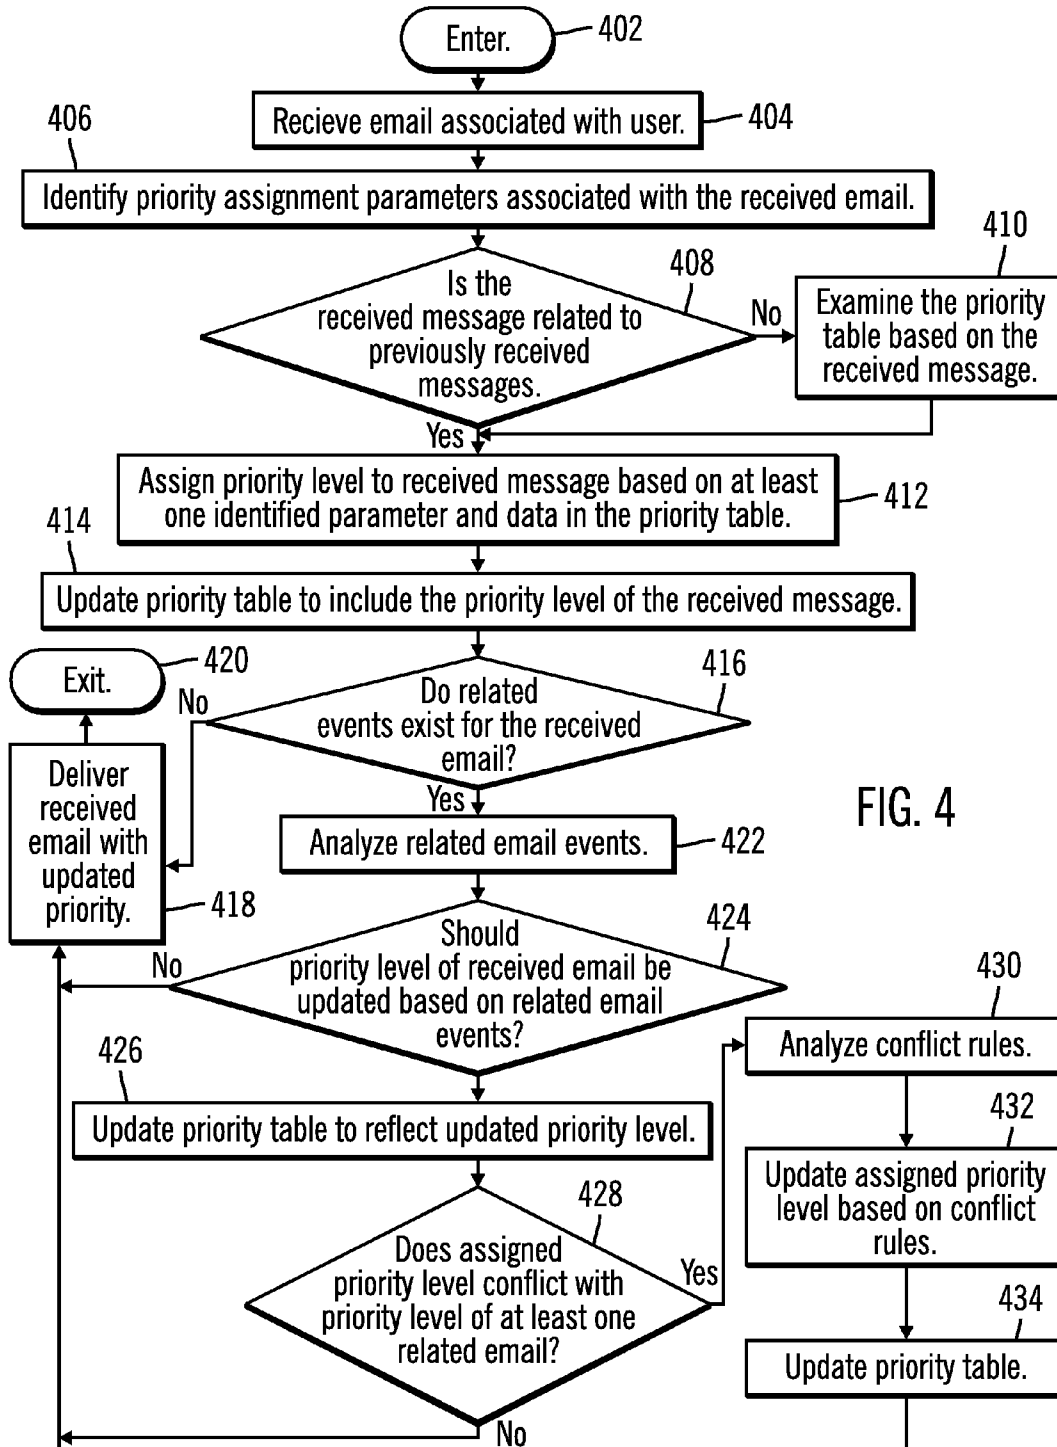 Enter.
402
Recieve email associated with user.
404
406
Identify priority assignment parameters associated with the received email.
408
Is the
received message related to
previously received
messages.
No
410
Examine the priority
table based on the
received message.
Yes
Assign priority level to received message based on at least
one identified parameter and data in the priority table.
412
414
Update priority table to include the priority level of the received message.
Exit.
420
416
Do related
events exist for the received
email?
No
Yes
Deliver
received
email with
updated
priority.
418
FIG. 4
Analyze related email events.
422
424
Should
priority level of received email be
updated based on related email
events?
No
426
Update priority table to reflect updated priority level.
428
Does assigned
priority level conflict with
priority level of at least one
related email?
Yes
No
430
Analyze conflict rules.
432
Update assigned priority
level based on conflict
rules.
434
Update priority table.